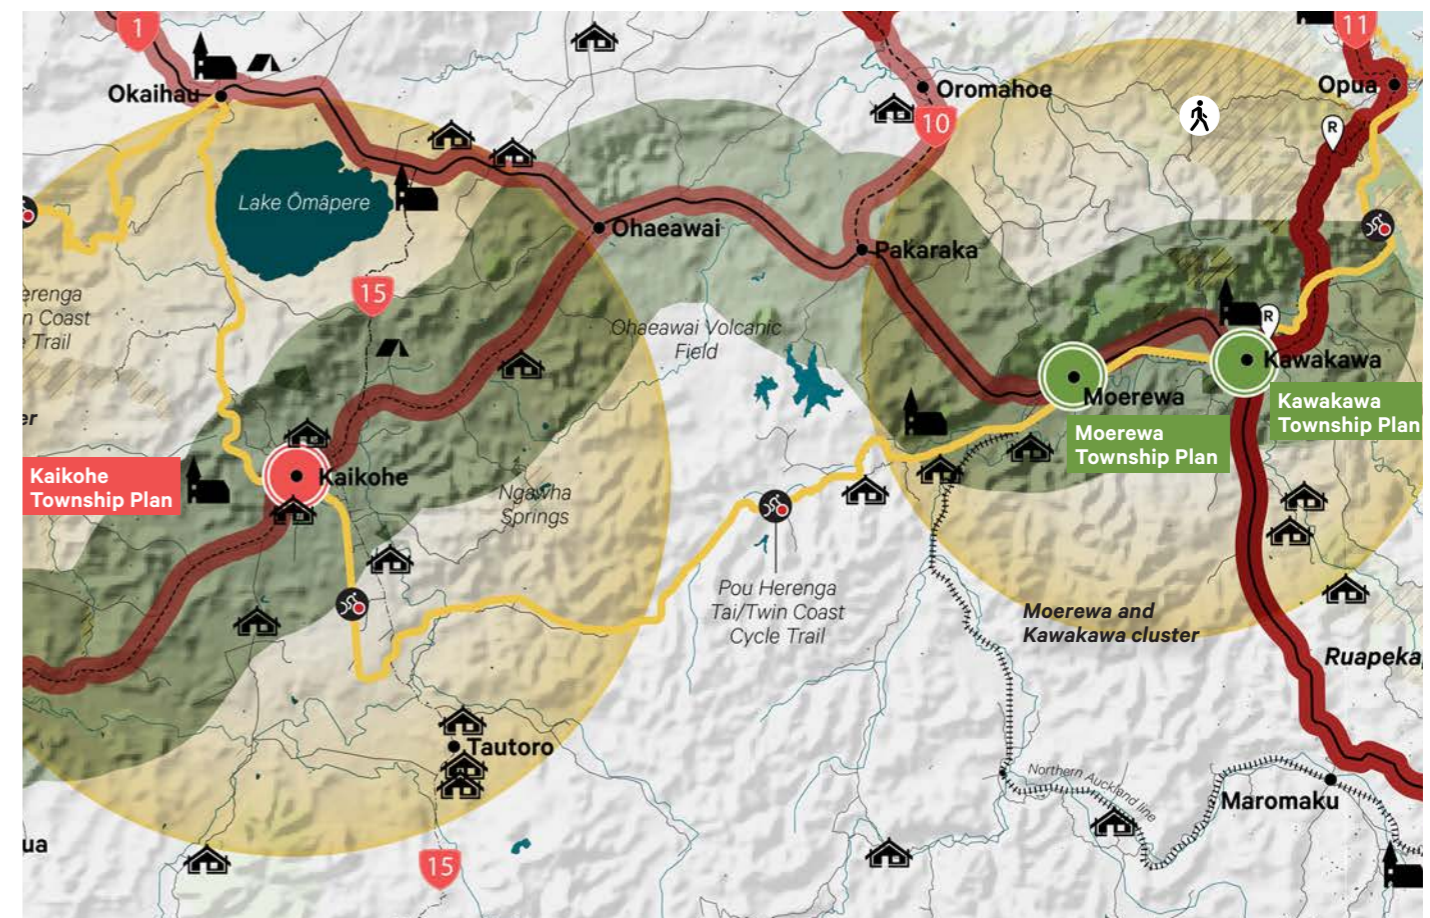 1
11
Okaihau
Oromahoe
Opua
10
R
Lake Ōmāpere
Ohaeawai
Pakaraka
15
erenga
n Coast
e Trail
Ohaeawai Volcanic
Field
R
Kawakawa
Moerewa
Kawakawa
Township Plan
Moerewa
Township Plan
er
Kaikohe
Township Plan
Kaikohe
Ngawha
Springs
Pou Herenga
Tai/Twin Coast
Cycle Trail
Moerewa and
Kawakawa cluster
Ruapeka
Tautoro
Northern Auckland line
Maromaku
ua
15